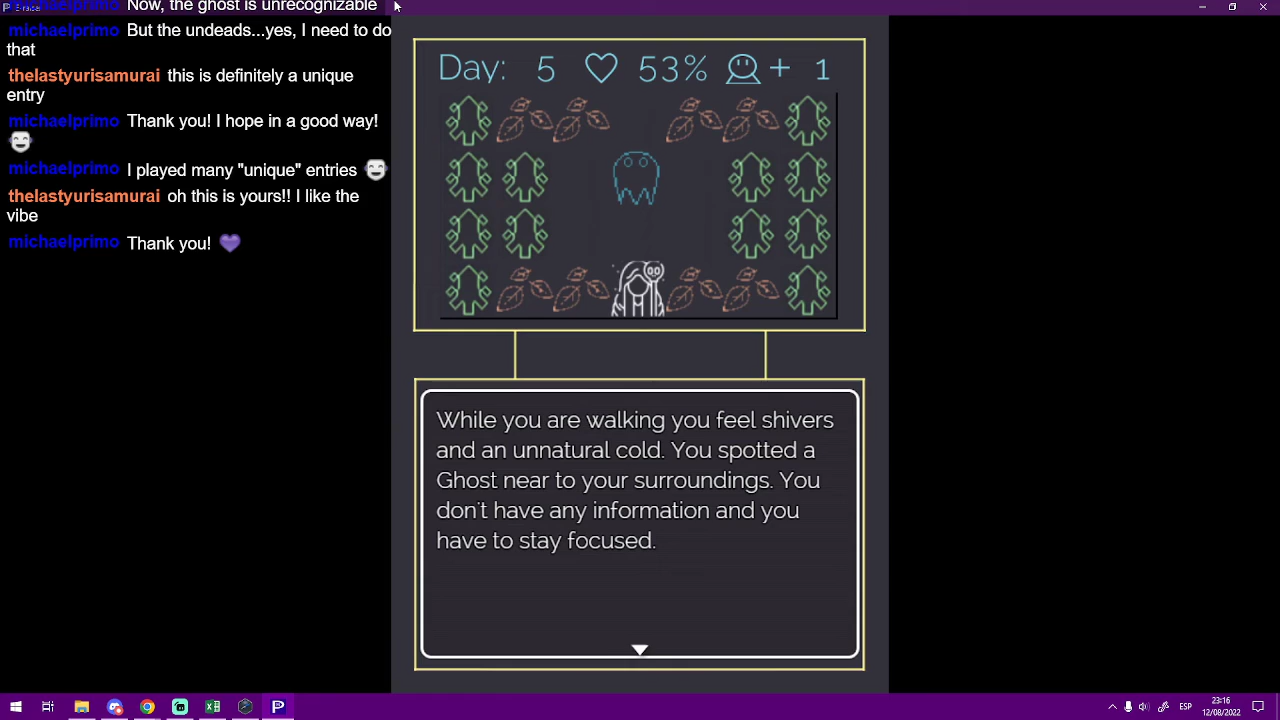 michaelprimo Now, the ghost is unrecognizable
michaelprimo But the undeads...yes, I need to do
that
thelastyurisamurai this is definitely a unique
entry
michaelprimo Thank you! I hope in a good way!
michaelprimo I played many "unique" entries
thelastyurisamurai oh this is yours!! I like the
vibe
michaelprimo Thank you!
Day: 5 53% + 1
While you are walking you feel shivers
and an unnatural cold. You spotted a
Ghost near to your surroundings. You
don't have any information and you
have to stay focused.
ESP
23:16
12/08/2022